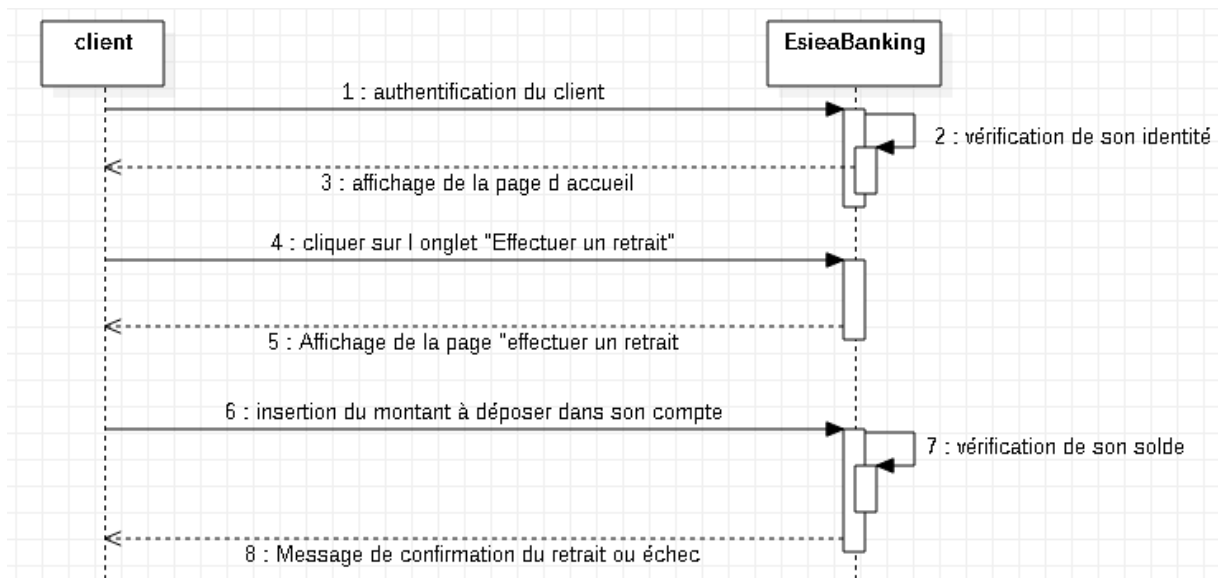 client
EsieaBanking
1 : authentification du client
2 : vérification de son identité
3 : affichage de la page d accueil
4 : cliquer sur l onglet "Effectuer un retrait"
5 : Affichage de la page "effectuer un retrait
6 : insertion du montant à déposer dans son compte
7 : vérification de son solde
8 : Message de confirmation du retrait ou échec